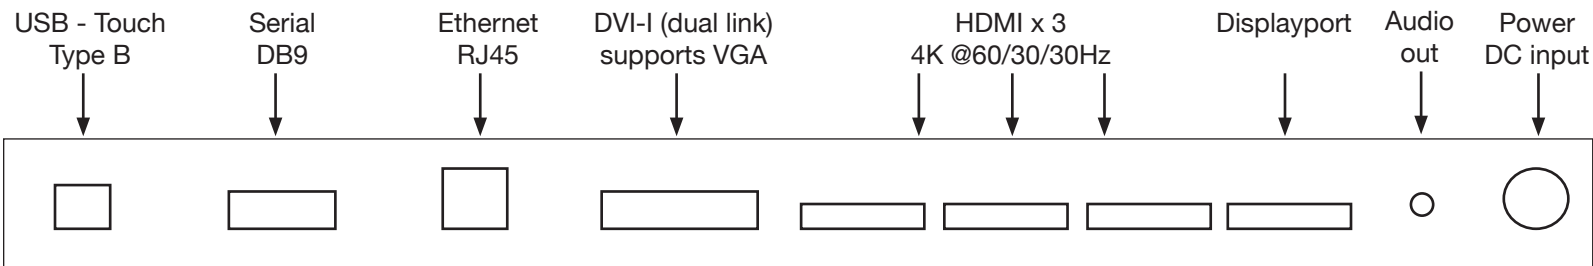 USB - Touch
Type B
Serial
DB9
Ethernet
RJ45
DVI-I (dual link)
supports VGA
HDMI x 3
4K @60/30/30Hz
Displayport
Audio
out
Power
DC input